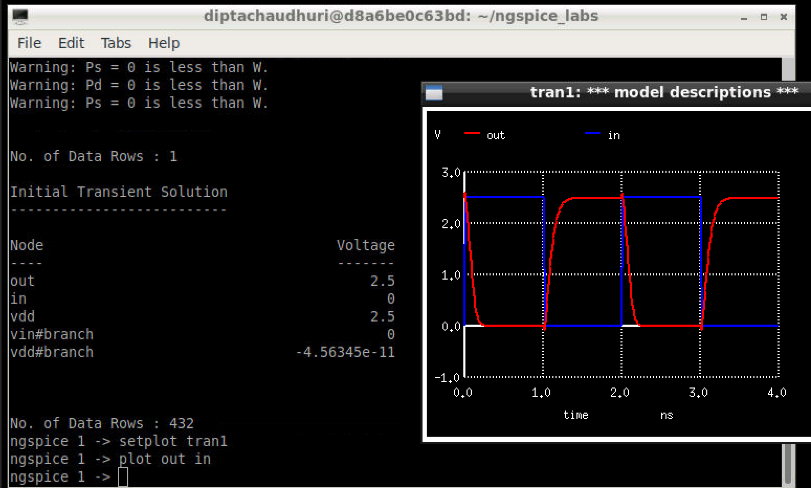 diptachaudhuri@d8a6be0c63bd: ~/ngspice_labs
File Edit Tabs Help
Warning: Ps = 0 is less than W.
Warning: Pd = 0 is less than W.
Warning: Ps = 0 is less than W.
No. of Data Rows : 1
Initial Transient Solution
--------------------------
Node Voltage
---- -------
out 2.5
in 0
vdd 2.5
vin#branch 0
vdd#branch -4.56345e-11
No. of Data Rows : 432
ngspice 1 -> setplot tran1
ngspice 1 -> plot out in
ngspice 1 ->
tran1: *** model descriptions ***
V out in
3.0
2.0
1.0
0.0
-1.0
0.0 1.0 2.0 3.0 4.0
time ns